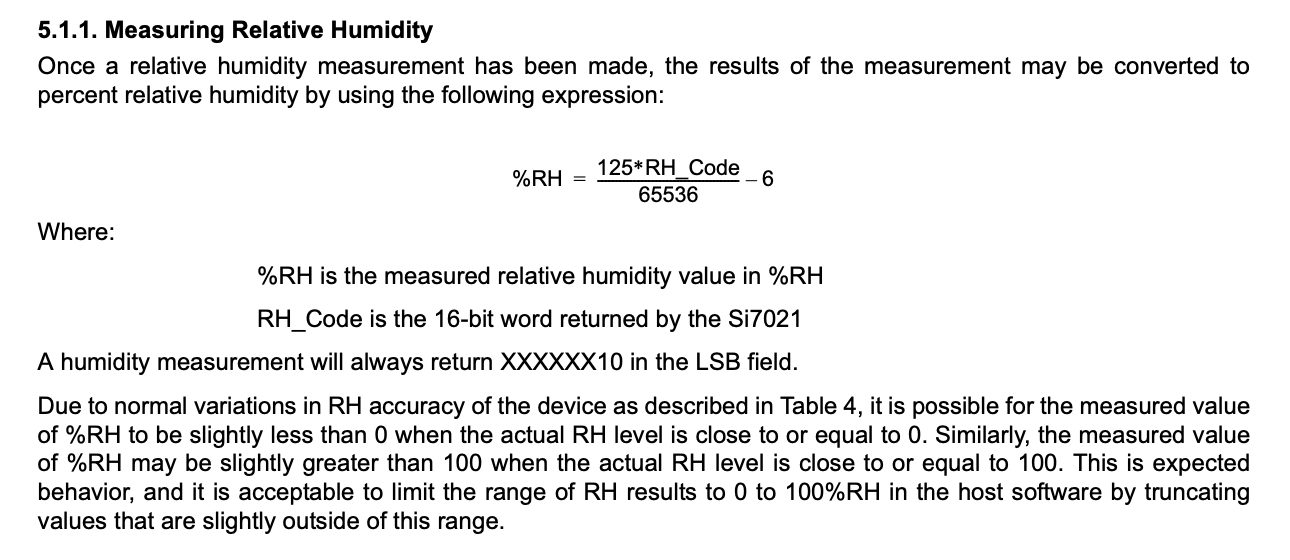 5.1.1. Measuring Relative Humidity
Once a relative humidity measurement has been made, the results of the measurement may be converted to
percent relative humidity by using the following expression:
%RH = 125*RH_Code / 65536 – 6
Where:
%RH is the measured relative humidity value in %RH
RH_Code is the 16-bit word returned by the Si7021
A humidity measurement will always return XXXXXX10 in the LSB field.
Due to normal variations in RH accuracy of the device as described in Table 4, it is possible for the measured value
of %RH to be slightly less than 0 when the actual RH level is close to or equal to 0. Similarly, the measured value
of %RH may be slightly greater than 100 when the actual RH level is close to or equal to 100. This is expected
behavior, and it is acceptable to limit the range of RH results to 0 to 100%RH in the host software by truncating
values that are slightly outside of this range.